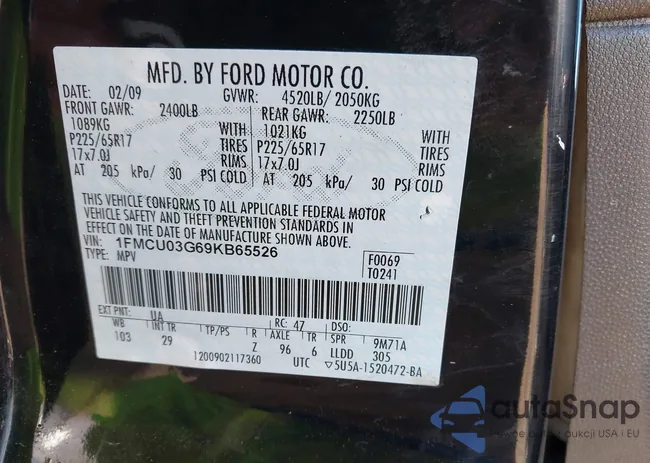 MFD. BY FORD MOTOR CO.
DATE: 02/09 GVWR: 4520LB/ 2050KG
FRONT GAWR: 2400LB REAR GAWR: 2250LB
1089KG WITH 1021KG WITH
P225/65R17 TIRES P225/65R17 TIRES
17x7.0J RIMS 17x7.0J RIMS
AT 205 kPa/ 30 PSI COLD AT 205 kPa/ 30 PSI COLD
THIS VEHICLE CONFORMS TO ALL APPLICABLE FEDERAL MOTOR
VEHICLE SAFETY AND THEFT PREVENTION STANDARDS IN
EFFECT ON THE DATE OF MANUFACTURE SHOWN ABOVE.
VIN: 1FMCU03G69KB65526 F0069
TYPE: MPV T0241
EXT PNT: UA RC: 47 DSO:
WB INT TR TP/PS R AXLE TR SPR 9M71A
103 29 Z 96 6 LLDD 305
1200902117360 UTC 5U5A-1520472-BA
autoSnap
aukcji USA i EU